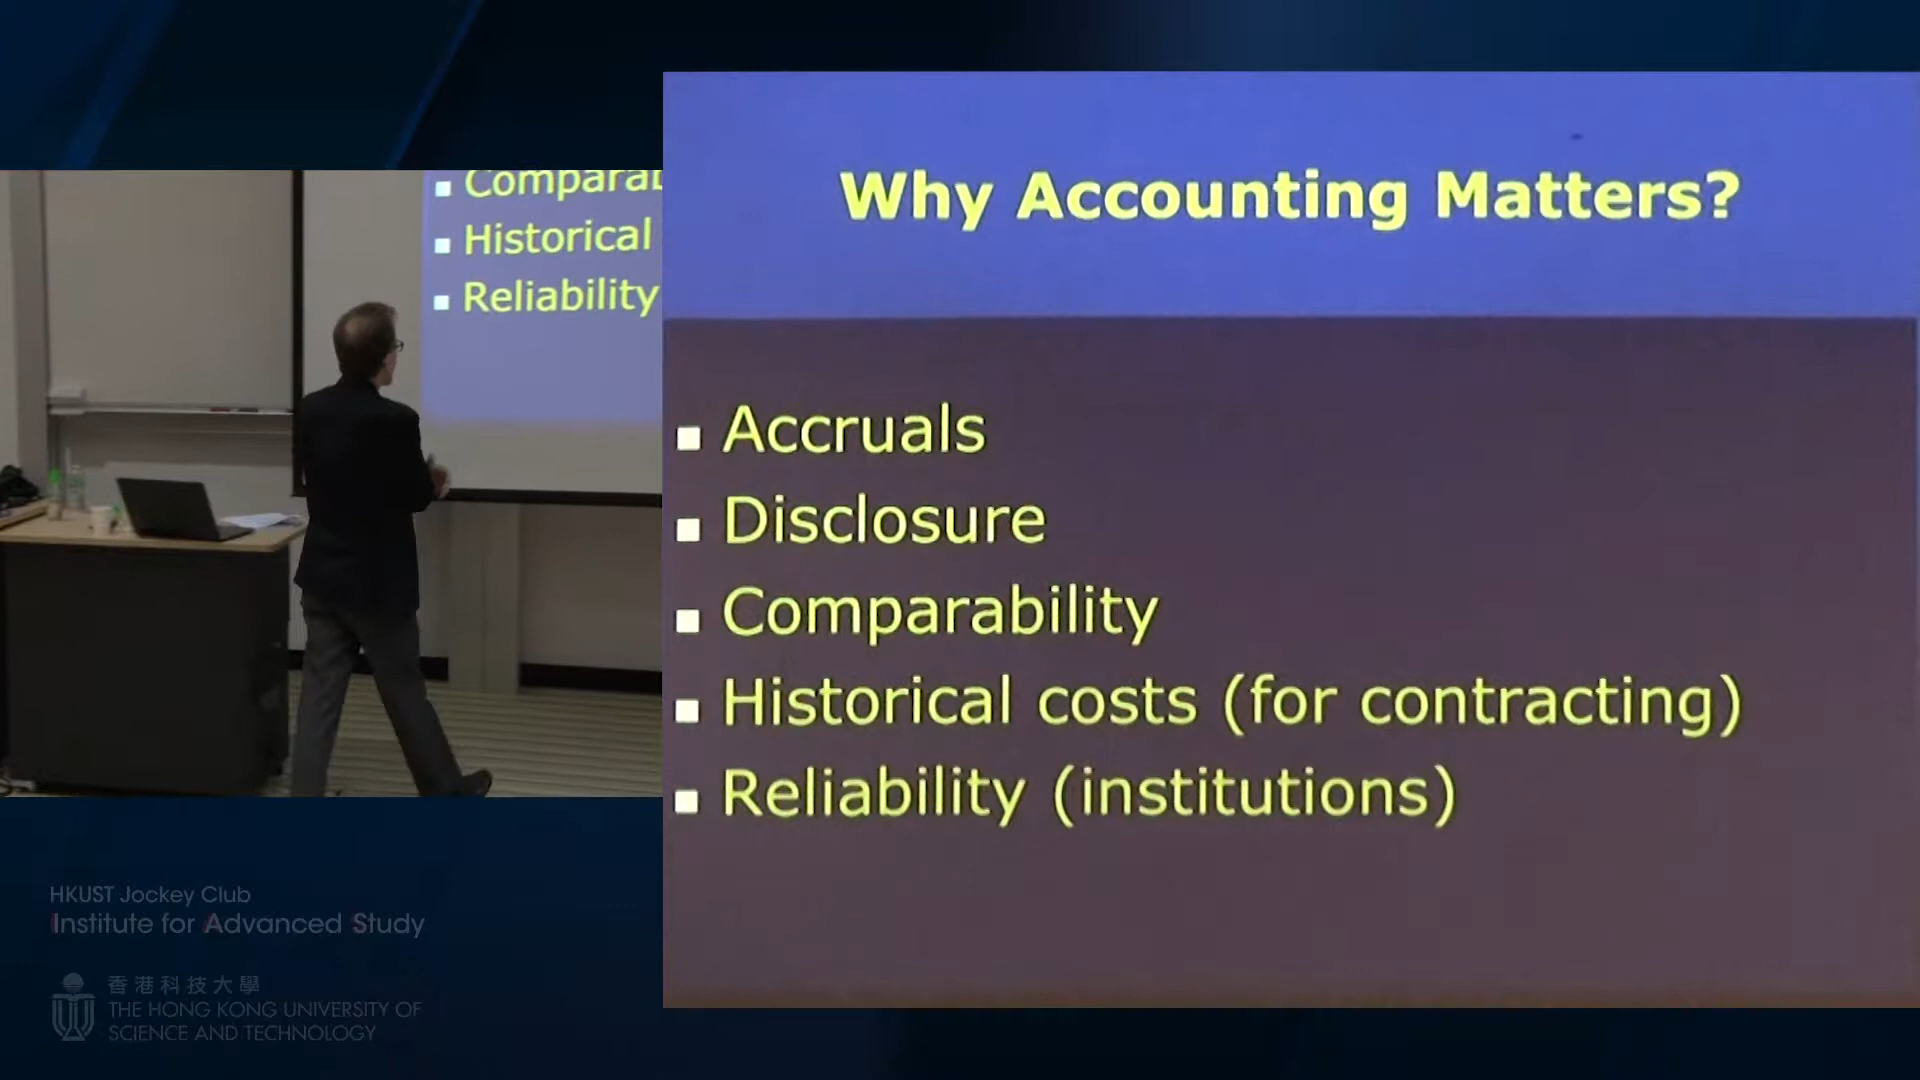 Comparab
Historical
Reliability
Why Accounting Matters?
Accruals
Disclosure
Comparability
Historical costs (for contracting)
Reliability (institutions)
HKUST Jockey Club
Institute for Advanced Study
香港科技大學
THE HONG KONG UNIVERSITY OF
SCIENCE AND TECHNOLOGY